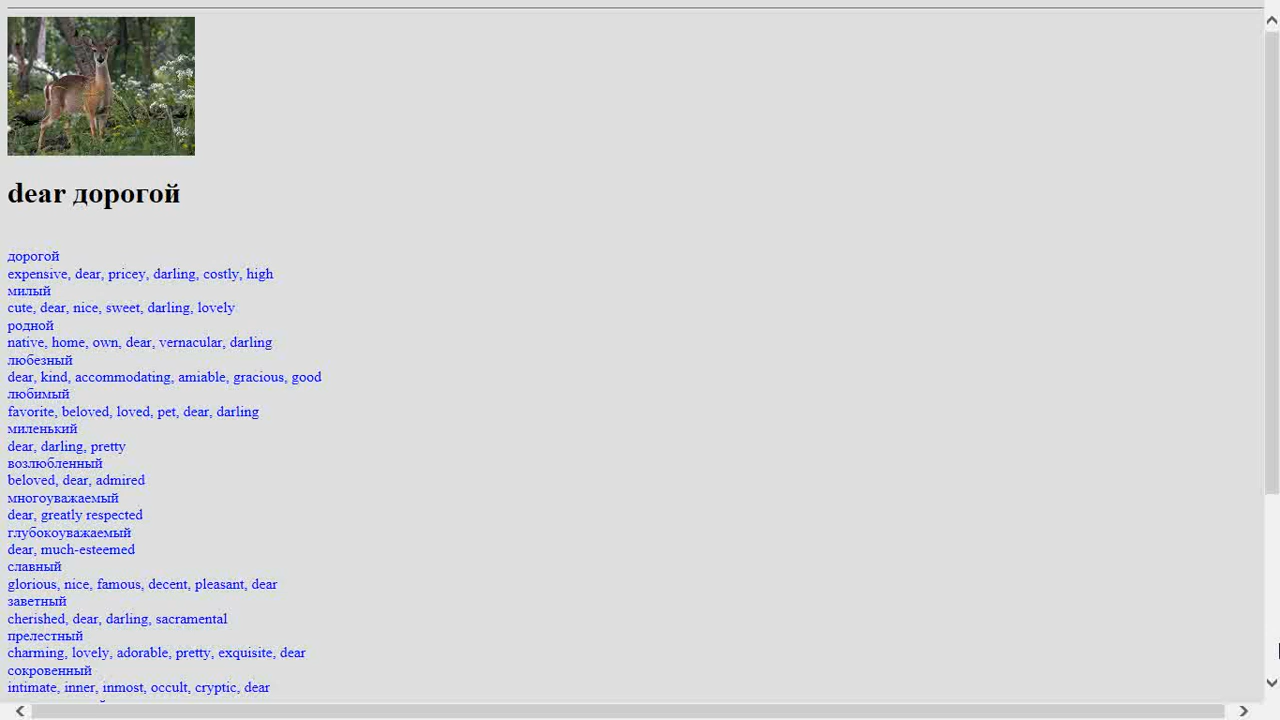 dear дорогой
дорогой
expensive, dear, pricey, darling, costly, high
милый
cute, dear, nice, sweet, darling, lovely
родной
native, home, own, dear, vernacular, darling
любезный
dear, kind, accommodating, amiable, gracious, good
любимый
favorite, beloved, loved, pet, dear, darling
миленький
dear, darling, pretty
возлюбленный
beloved, dear, admired
многоуважаемый
dear, greatly respected
глубокоуважаемый
dear, much-esteemed
славный
glorious, nice, famous, decent, pleasant, dear
заветный
cherished, dear, darling, sacramental
прелестный
charming, lovely, adorable, pretty, exquisite, dear
сокровенный
intimate, inner, inmost, occult, cryptic, dear